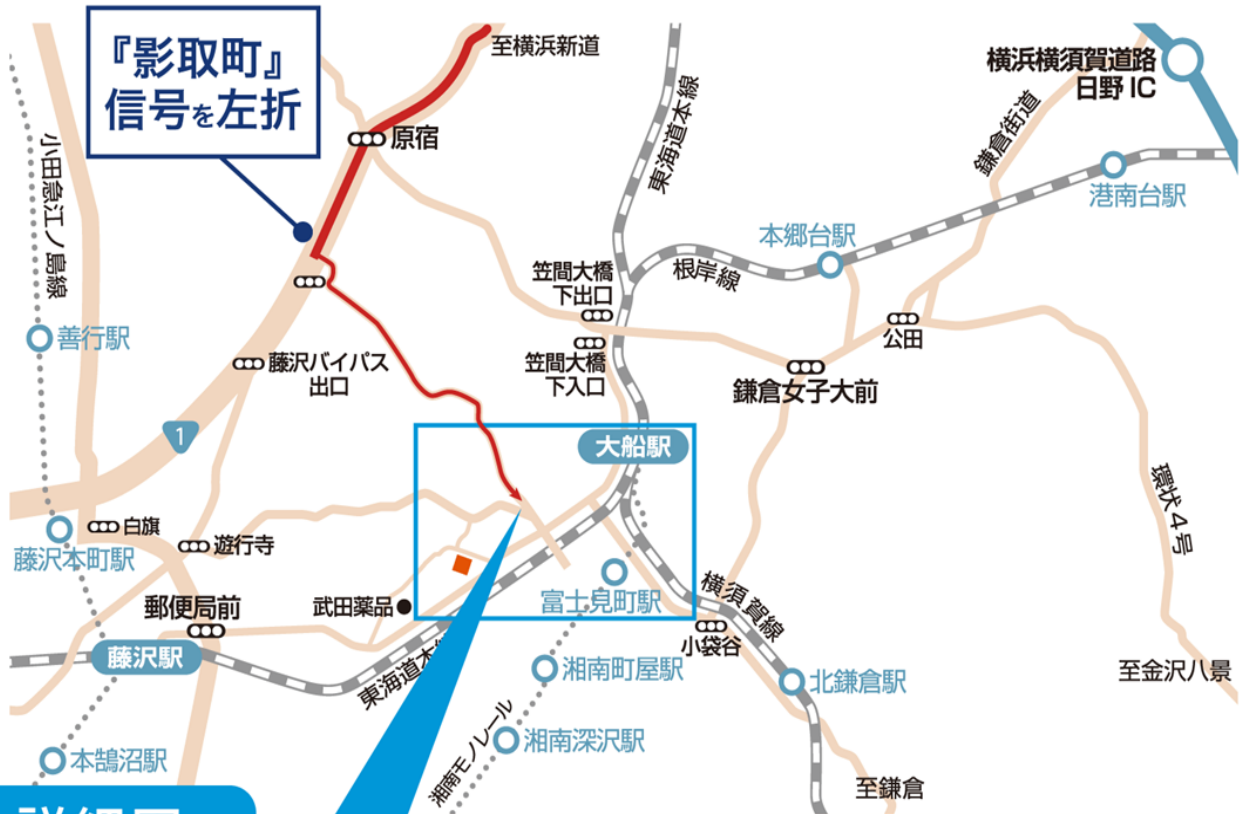 『影取町』
信号を左折
至横浜新道
原宿
東海道本線
横浜横須賀道路
日野 IC
鎌倉街道
港南台駅
小田急江ノ島線
本郷台駅
根岸線
笠間大橋
下出口
公田
善行駅
藤沢バイパス
出口
笠間大橋
下入口
鎌倉女子大前
1
大船駅
環状4号
白旗
藤沢本町駅
遊行寺
富士見町駅
武田薬品
郵便局前
横須賀線
小袋谷
藤沢駅
東海道本
湘南町屋駅
北鎌倉駅
至金沢八景
本鵠沼駅
湘南モノレール
湘南深沢駅
至鎌倉